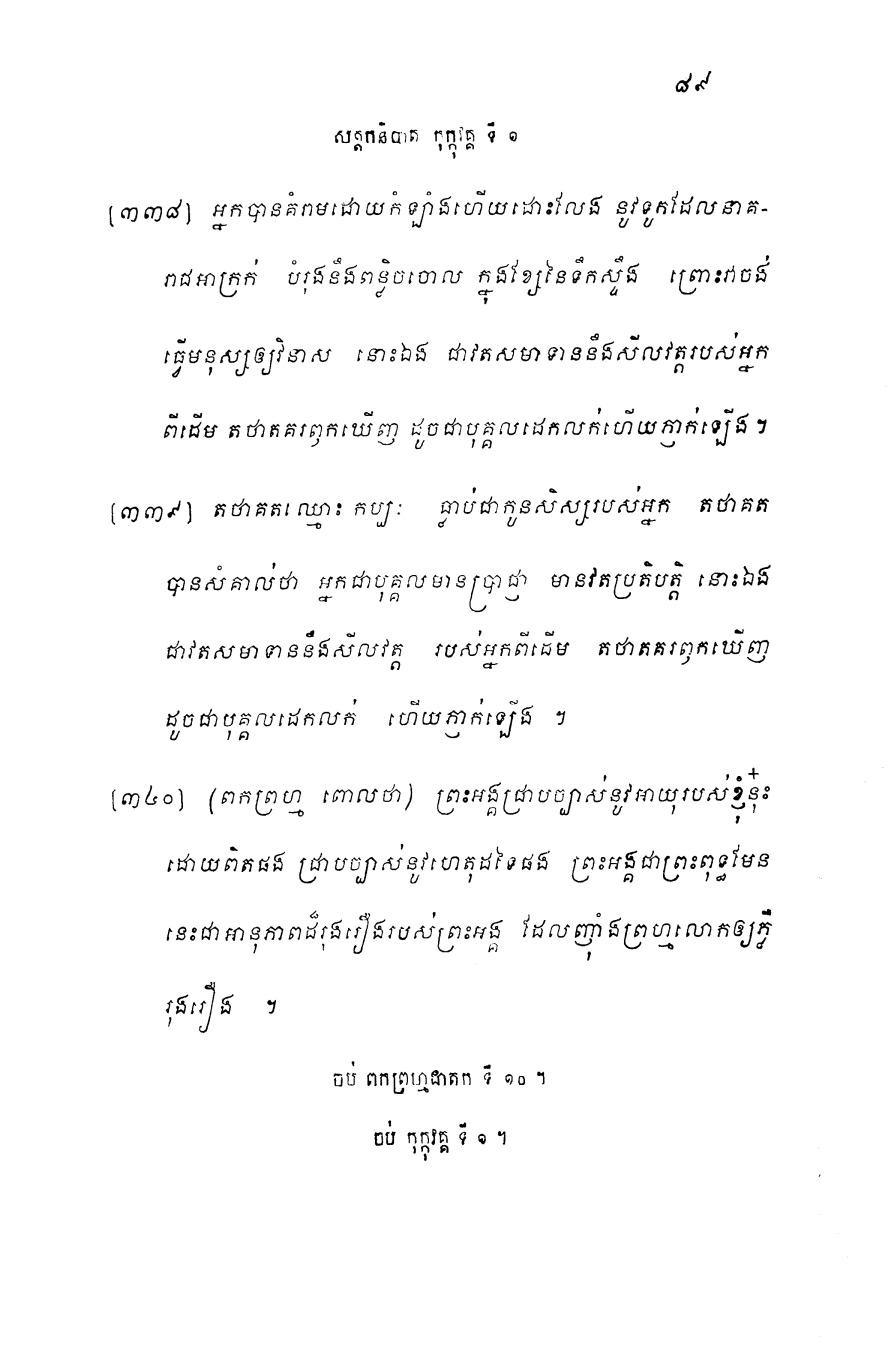 ៨៩
សត្តកនិបាត កុក្កុវគ្គ ទី ១
[៣៣៨] អ្នកបានគំរាមដោយកំឡាំងហើយដោះលែង នូវទូកដែលនាគ-
រាជអាក្រក់ បំរុងនឹងពន្លិចចោល ក្នុងខ្សែនៃទឹកស្ទឹង ព្រោះវាចង់
ធ្វើមនុស្សឲ្យវិនាស នោះឯង ជាវតសមាទាននឹងសីលវត្តរបស់អ្នក
ពីដើម តថាគតរឭកឃើញ ដូចជាបុគ្គលដេកលក់ហើយភ្ញាក់ឡើង។
[៣៣៩] តថាគតឈ្មោះ កប្បៈ ធ្លាប់ជាកូនសិស្សរបស់អ្នក តថាគត
បានសំគាល់ថា អ្នកជាបុគ្គលមានប្រាជ្ញា មានវតប្រតិបត្តិ នោះឯង
ជាវតសមាទាននឹងសីលវត្ត របស់អ្នកពីដើម តថាគតរឭកឃើញ
ដូចជាបុគ្គលដេកលក់ ហើយភ្ញាក់ឡើង ។
[៣៤០] (ពកព្រហ្ម ពោលថា) ព្រះអង្គជ្រាបច្បាស់នូវអាយុរបស់ខ្ញុំ+នុ៎ះ
ដោយពិតផង ជ្រាបច្បាស់នូវហេតុដទៃផង ព្រះអង្គជាព្រះពុទ្ធមែន
នេះជាអានុភាពដ៏រុងរឿងរបស់ព្រះអង្គ ដែលញ៉ាំងព្រហ្មលោកឲ្យភ្លឺ
រុងរឿង ។
ចប់ ពកព្រហ្មជាតក ទី ១០ ។
ចប់ កុក្កុវគ្គ ទី ១ ។